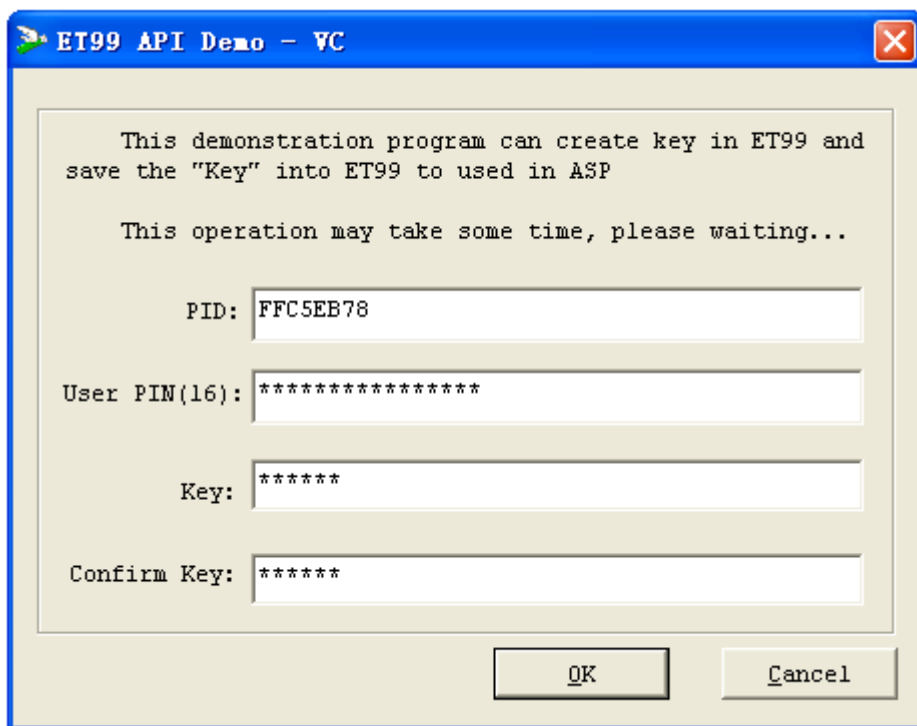 ET99 API Demo - VC
This demonstration program can create key in ET99 and
save the "Key" into ET99 to used in ASP
This operation may take some time, please waiting...
PID: FFC5EB78
User PIN(16): ****************
Key: ******
Confirm Key: ******
OK Cancel